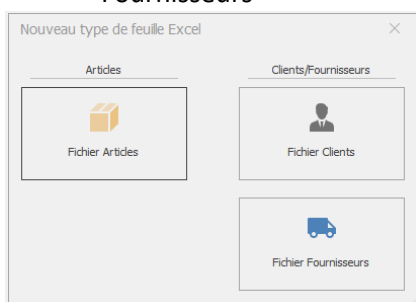 Fournisseurs
Nouveau type de feuille Excel
Articles
Clients/Fournisseurs
Fichier Articles
Fichier Clients
Fichier Fournisseurs